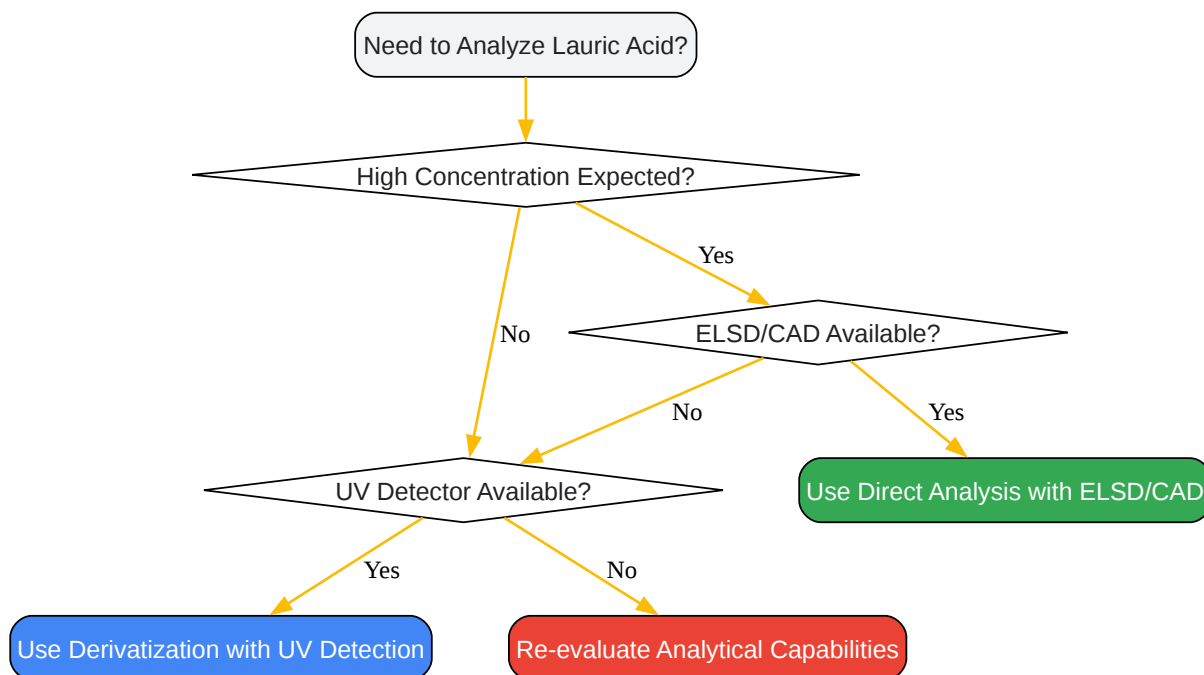 Need to Analyze Lauric Acid?
High Concentration Expected?
Yes
No
ELSD/CAD Available?
No
Yes
UV Detector Available?
Use Direct Analysis with ELSD/CAD
Yes
No
Use Derivatization with UV Detection
Re-evaluate Analytical Capabilities